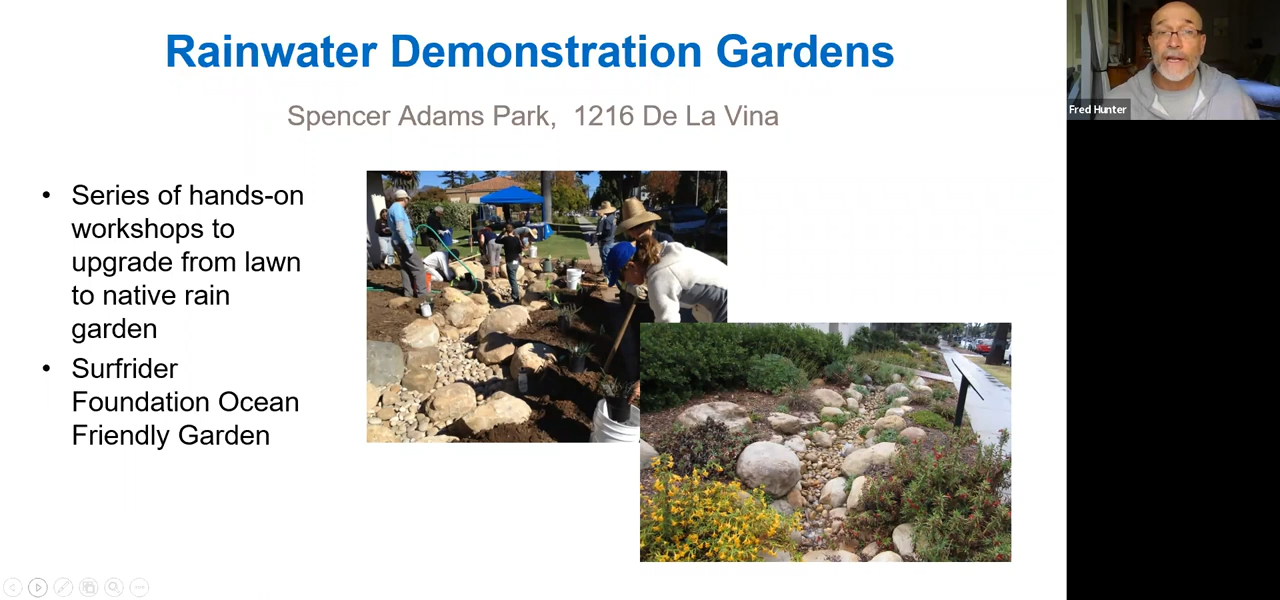 Rainwater Demonstration Gardens
Spencer Adams Park, 1216 De La Vina
• Series of hands-on
workshops to
upgrade from lawn
to native rain
garden
• Surfrider
Foundation Ocean
Friendly Garden
Fred Hunter